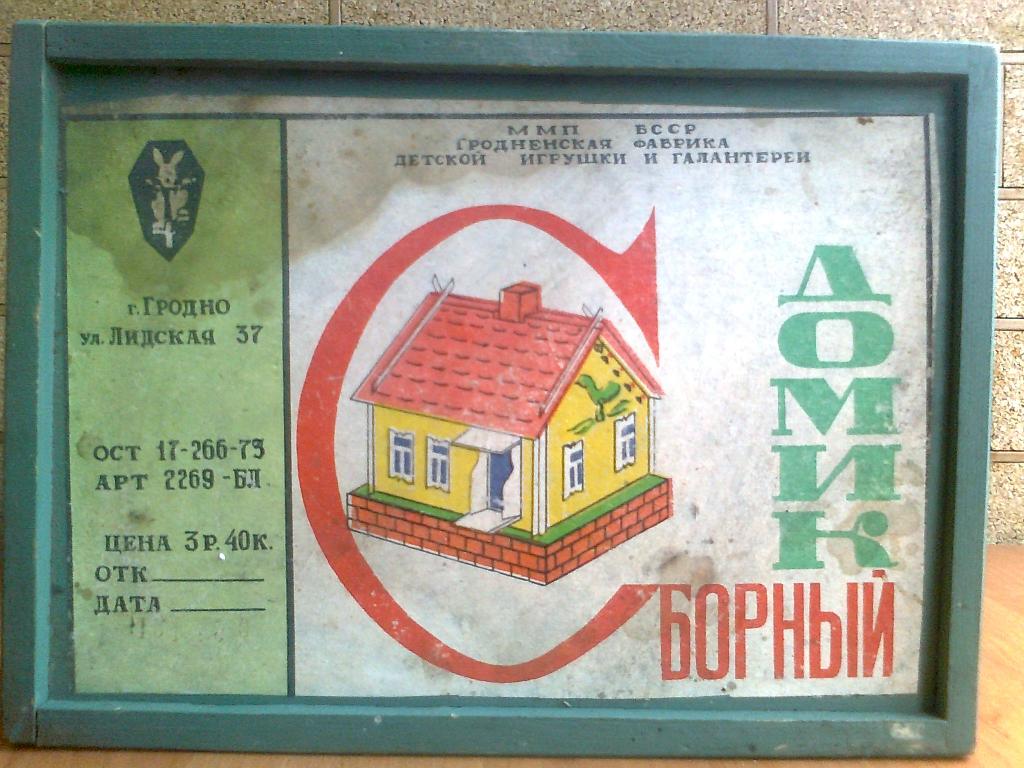 ММП БССР
ГРОДНЕНСКАЯ ФАБРИКА
ДЕТСКОЙ ИГРУШКИ И ГАЛАНТЕРЕИ
г. ГРОДНО
ул. ЛИДСКАЯ 37
ОСТ 17-266-73
АРТ 2269-БЛ
ЦЕНА 3 Р. 40 К.
ОТК
ДАТА
ДОМИК
СБОРНЫЙ